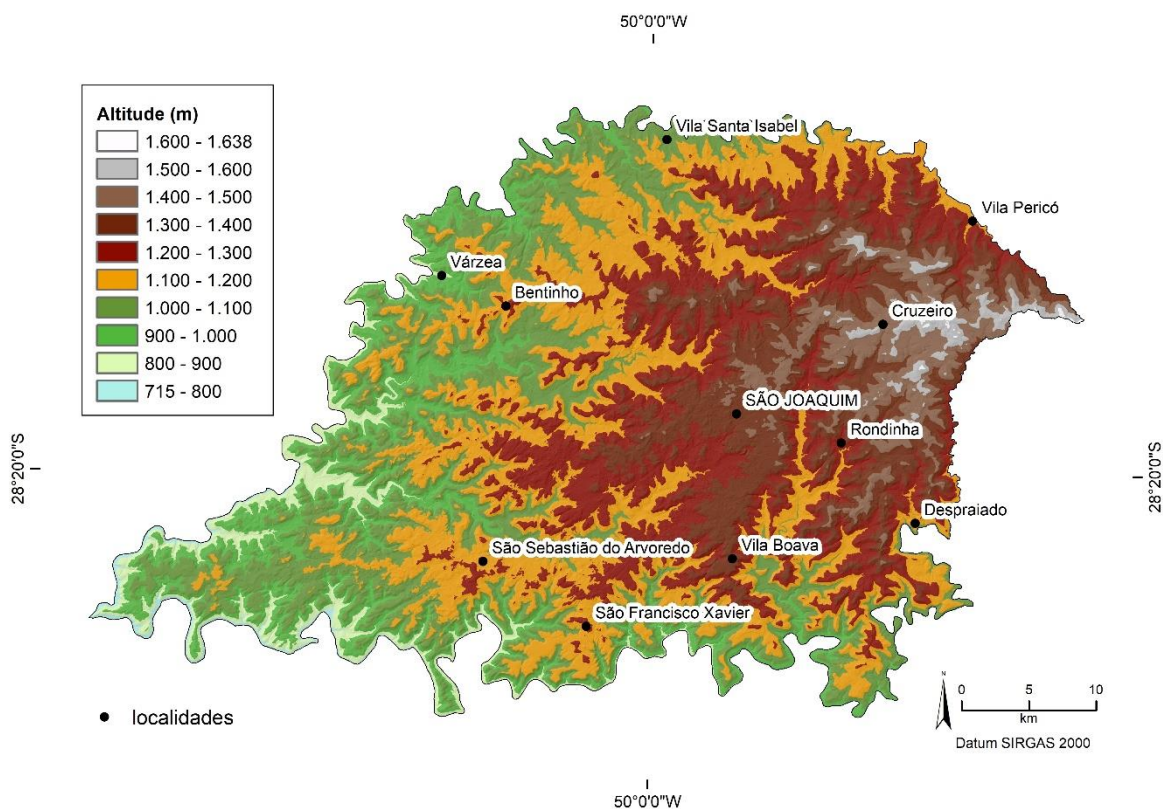 50°0'0"W
Altitude (m)
1.600 - 1.638
1.500 - 1.600
1.400 - 1.500
1.300 - 1.400
1.200 - 1.300
1.100 - 1.200
1.000 - 1.100
900 - 1.000
800 - 900
715 - 800
Vila Santa Isabel
Vila Pericó
Várzea
Bentinho
Cruzeiro
SÃO JOAQUIM
Rondinha
28°20'0"S
28°20'0"S
Despraiado
São Sebastião do Arvoredo
Vila Boava
São Francisco Xavier
localidades
N
0 5 10
km
Datum SIRGAS 2000
50°0'0"W